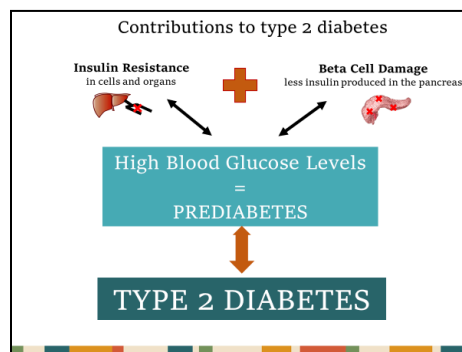 Contributions to type 2 diabetes
Insulin Resistance
in cells and organs
Beta Cell Damage
less insulin produced in the pancreas
High Blood Glucose Levels
=
PREDIABETES
TYPE 2 DIABETES